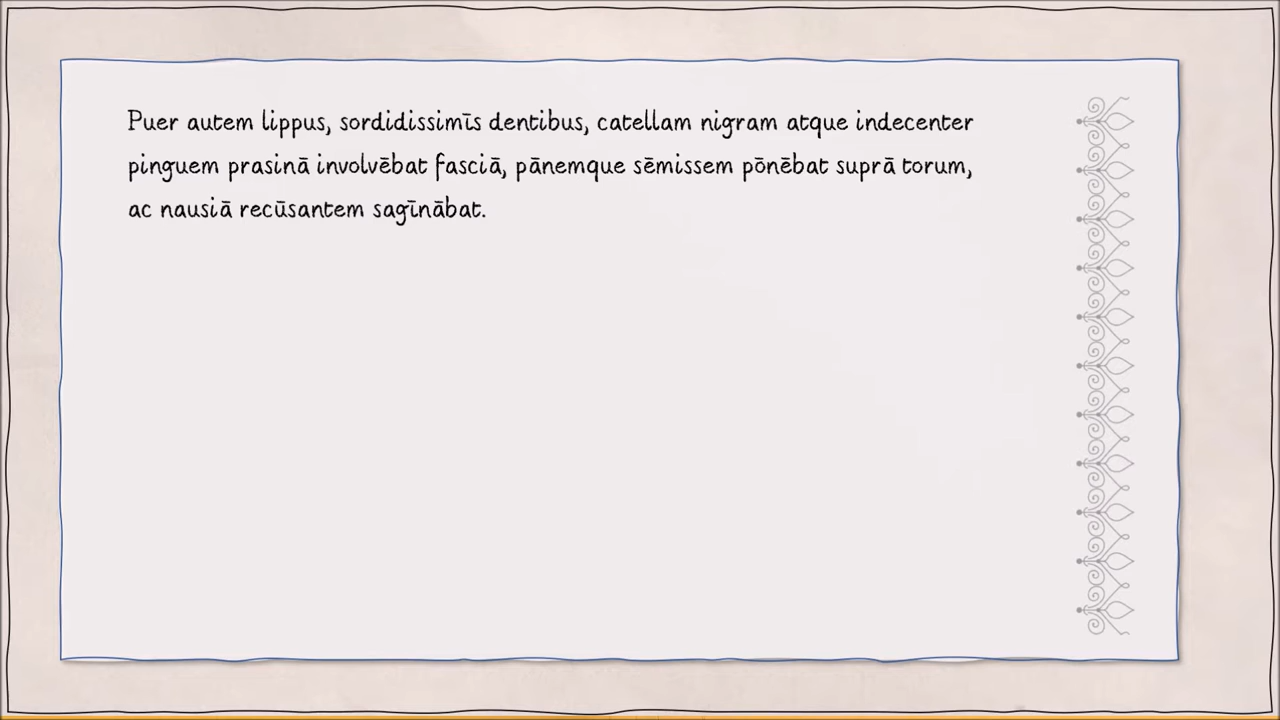 Puer autem lippus, sordidissimīs dentibus, catellam nigram atque indecenter
pinguem prasinā involvēbat fasciā, pānemque sēmissem pōnēbat suprā torum,
ac nausiā recūsantem sagīnābat.